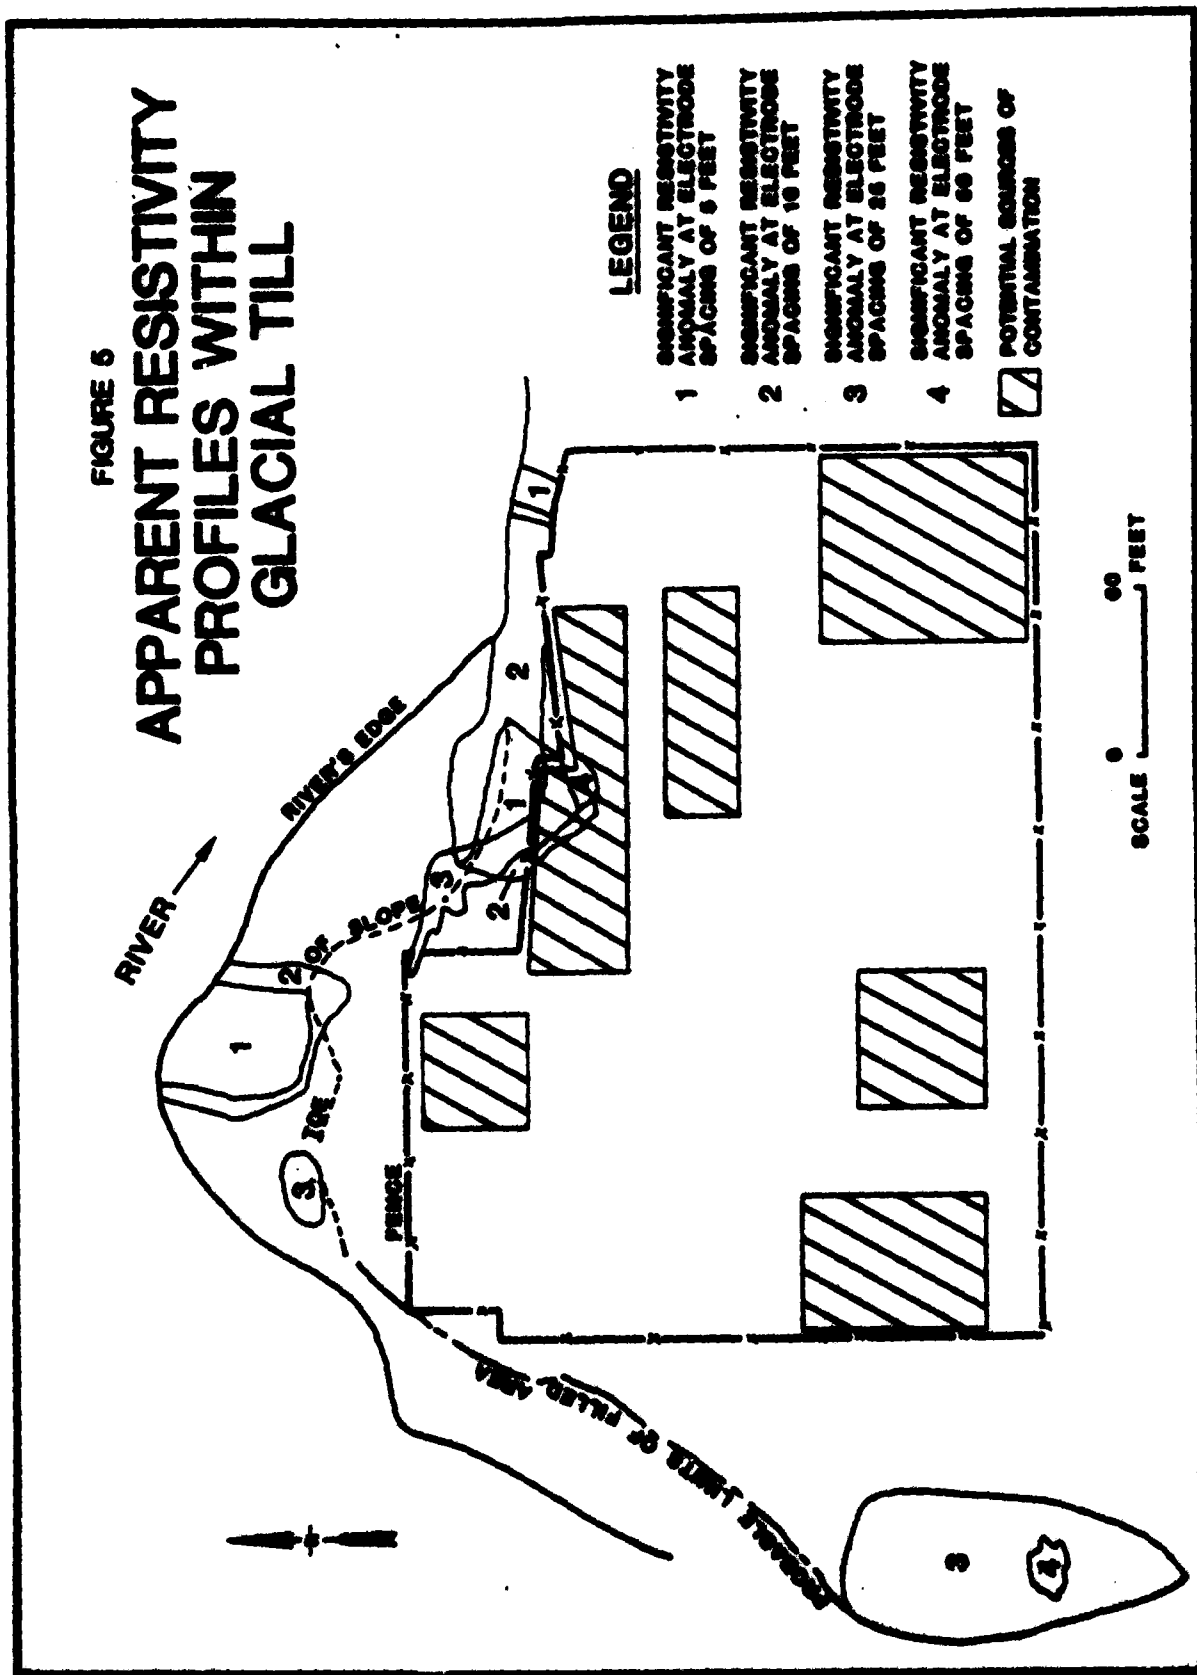 FIGURE 5
APPARENT RESISTIVITY
PROFILES WITHIN
GLACIAL TILL
RIVER
RIVER'S EDGE
1
2
OF SLOPE
TOE
3
3
2
1
2
4
1
FENCE
PROBABLE LIMITS OF FILLED AREA
3
4
LEGEND
1
SIGNIFICANT RESISTIVITY
ANOMALY AT ELECTRODE
SPACING OF 5 FEET
2
SIGNIFICANT RESISTIVITY
ANOMALY AT ELECTRODE
SPACING OF 10 FEET
3
SIGNIFICANT RESISTIVITY
ANOMALY AT ELECTRODE
SPACING OF 25 FEET
4
SIGNIFICANT RESISTIVITY
ANOMALY AT ELECTRODE
SPACING OF FEET
POTENTIAL SOURCES OF
CONTAMINATION
SCALE
0
FEET